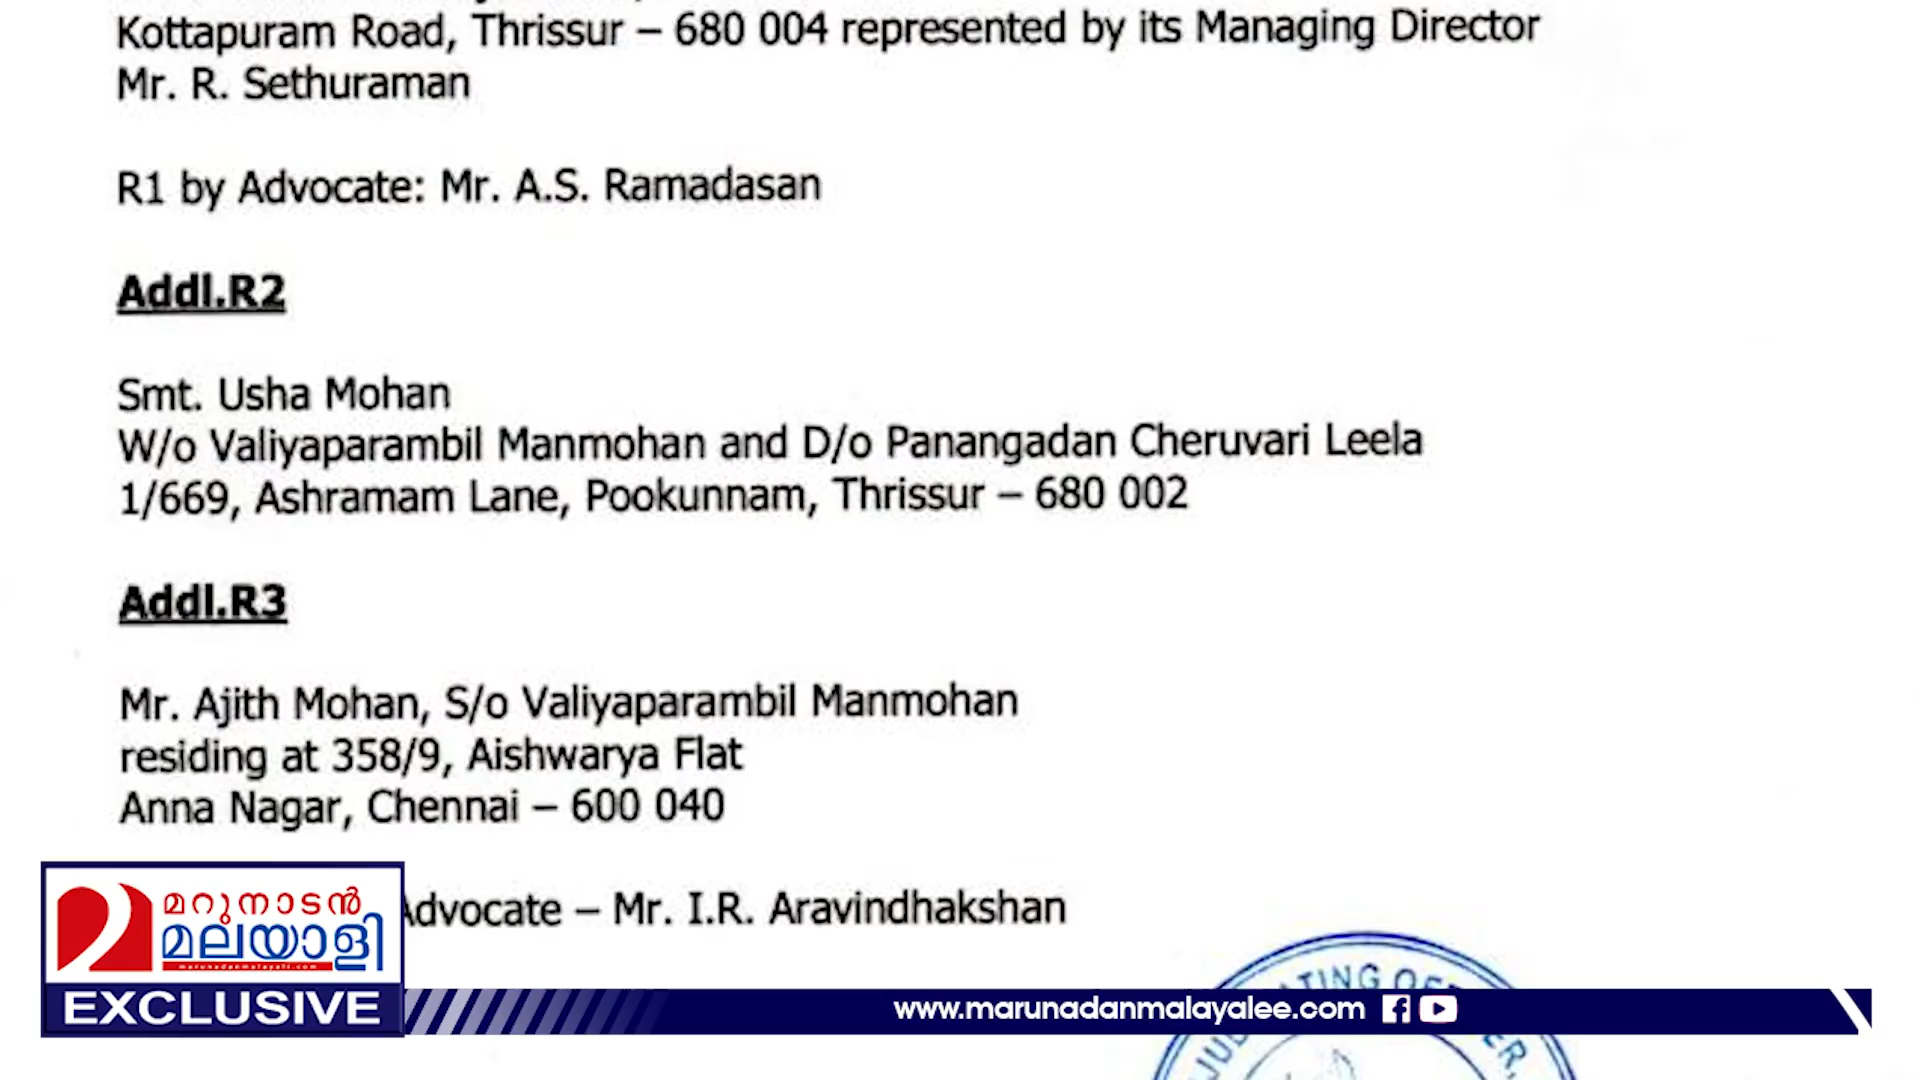 Kottapuram Road, Thrissur – 680 004 represented by its Managing Director
Mr. R. Sethuraman
R1 by Advocate: Mr. A.S. Ramadasan
Addl.R2
Smt. Usha Mohan
W/o Valiyaparambil Manmohan and D/o Panangadan Cheruvari Leela
1/669, Ashramam Lane, Pookunnam, Thrissur – 680 002
Addl.R3
Mr. Ajith Mohan, S/o Valiyaparambil Manmohan
residing at 358/9, Aishwarya Flat
Anna Nagar, Chennai – 600 040
Advocate – Mr. I.R. Aravindhakshan
മറുനാടൻ
മലയാളി
marunadanmalayali.com
EXCLUSIVE
www.marunadanmalayalee.com